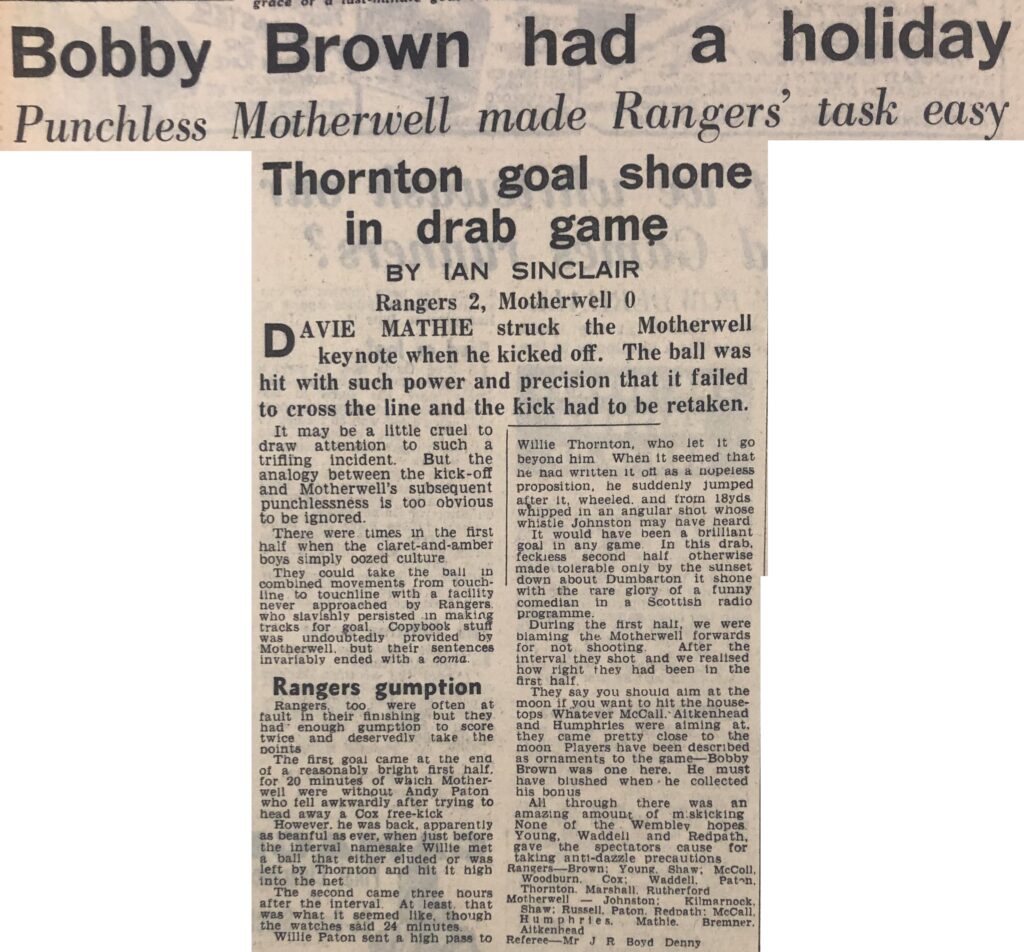 Bobby Brown had a holiday
Punchless Motherwell made Rangers' task easy
Thornton goal shone
in drab game
BY IAN SINCLAIR
Rangers 2, Motherwell 0
DAVIE MATHIE struck the Motherwell
keynote when he kicked off. The ball was
hit with such power and precision that it failed
to cross the line and the kick had to be retaken.
It may be a little cruel to
draw attention to such a
trifling incident. But the
analogy between the kick-off
and Motherwell's subsequent
punchlessness is too obvious
to be ignored.
There were times in the first
half when the claret-and-amber
boys simply oozed culture
They could take the ball in
combined movements from touch-
line to touchline with a facility
never approached by Rangers,
who slavishly persisted in making
tracks for goal. Copybook stuff
was undoubtedly provided by
Motherwell, but their sentences
invariably ended with a coma.
Rangers gumption
Rangers, too were often at
fault in their finishing but they
had enough gumption to score
twice and deservedly take the
points
The first goal came at the end
of a reasonably bright first half,
for 20 minutes of which Mother-
well were without Andy Paton
who fell awkwardly after trying to
head away a Cox free-kick
However, he was back, apparently
as beanful as ever, when just before
the interval namesake Willie met
a ball that either eluded or was
left by Thornton and hit it high
into the net
The second came three hours
after the interval. At least, that
was what it seemed like, though
the watches said 24 minutes.
Willie Paton sent a high pass to
Willie Thornton, who let it go
beyond him When it seemed that
he had written it off as a hopeless
proposition, he suddenly jumped
after it, wheeled, and from 18yds
whipped in an angular shot whose
whistle Johnston may have heard
It would have been a brilliant
goal in any game. In this drab,
feckless second half otherwise
made tolerable only by the sunset
down about Dumbarton it shone
with the rare glory of a funny
comedian in a Scottish radio
programme.
During the first half, we were
blaming the Motherwell forwards
for not shooting. After the
interval they shot and we realised
how right they had been in the
first half.
They say you should aim at the
moon if you want to hit the house-
tops Whatever McCall, Aitkenhead
and Humphries were aiming at,
they came pretty close to the
moon Players have been described
as ornaments to the game—Bobby
Brown was one here. He must
have blushed when he collected
his bonus
All through there was an
amazing amount of miskicking
None of the Wembley hopes
Young, Waddell and Redpath,
gave the spectators cause for
taking anti-dazzle precautions
Rangers—Brown; Young, Shaw; McColl,
Woodburn, Cox; Waddell, Paton,
Thornton, Marshall, Rutherford
Motherwell — Johnston; Kilmarnock,
Shaw; Russell, Paton, Redpath; McCall,
Humphries, Mathie, Bremner,
Aitkenhead
Referee—Mr J R Boyd Denny